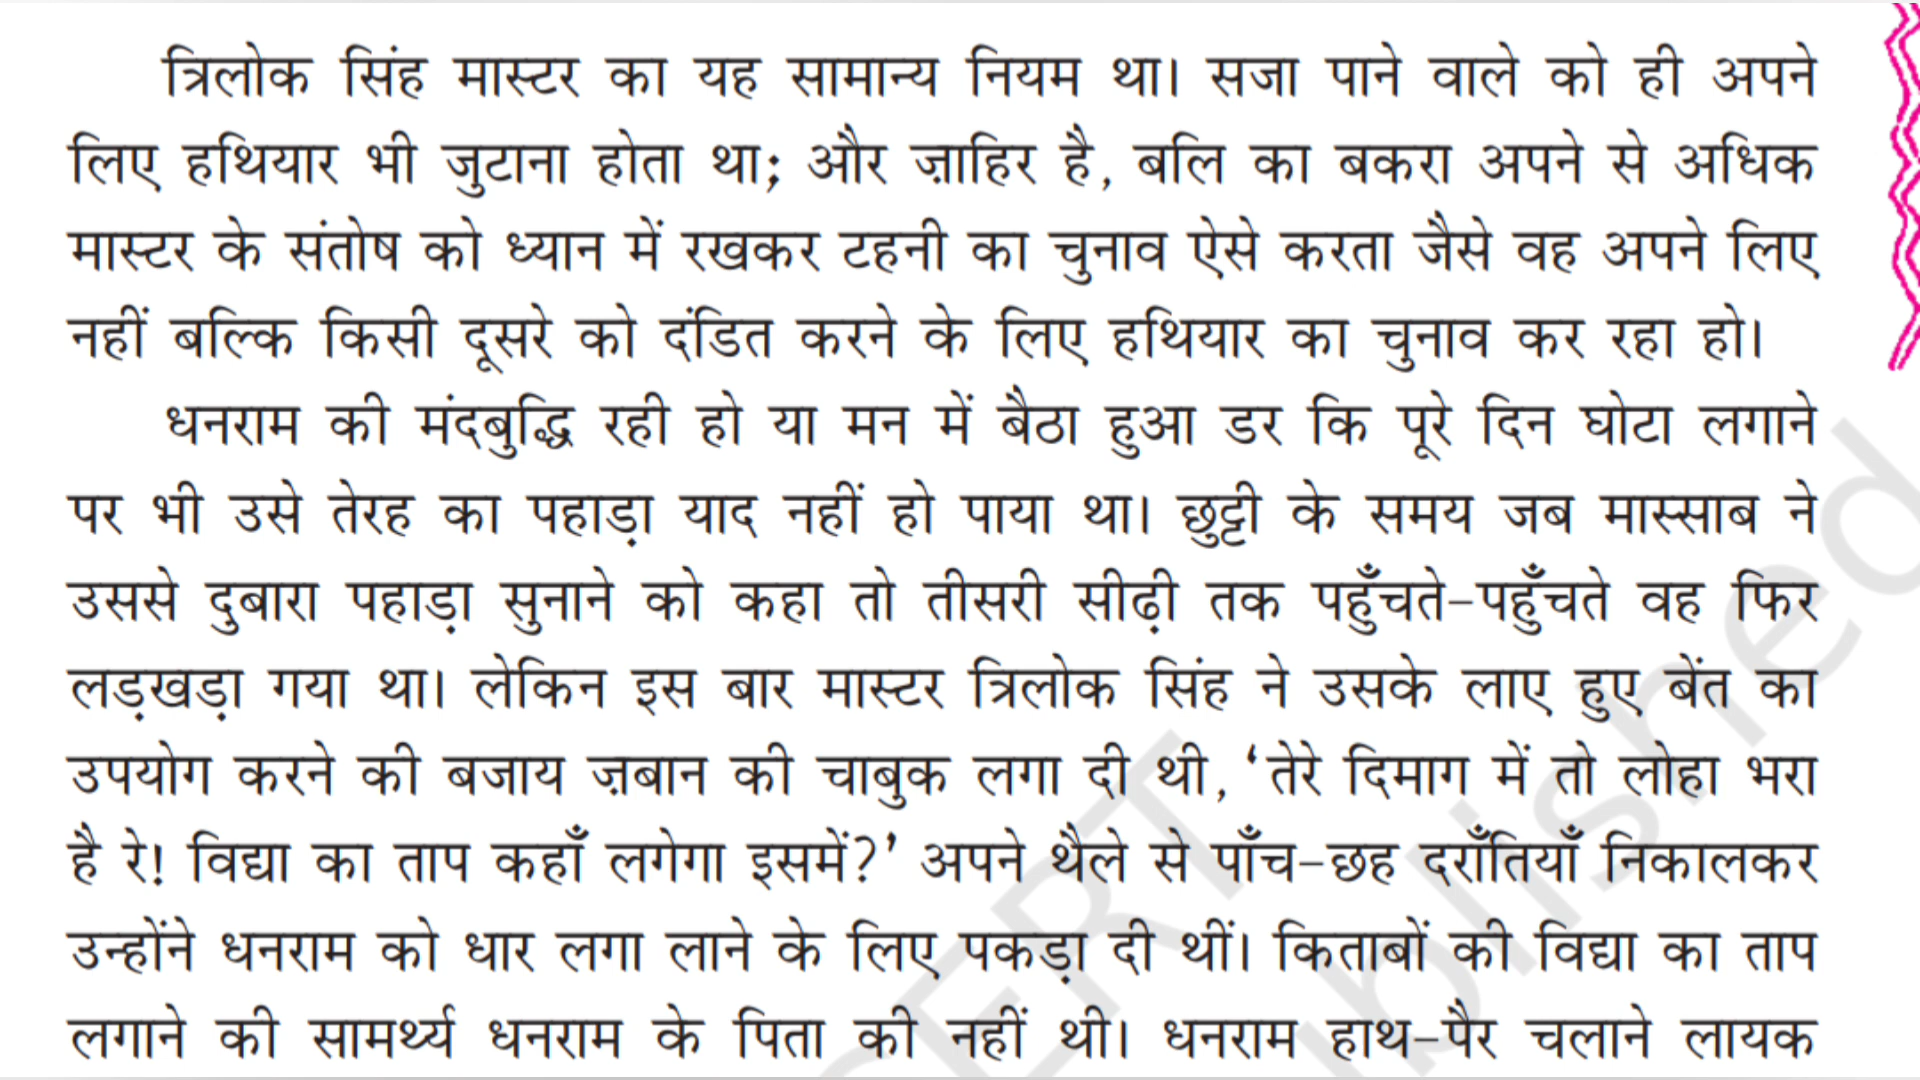 त्रिलोक सिंह मास्टर का यह सामान्य नियम था। सजा पाने वाले को ही अपने
लिए हथियार भी जुटाना होता था; और ज़ाहिर है, बलि का बकरा अपने से अधिक
मास्टर के संतोष को ध्यान में रखकर टहनी का चुनाव ऐसे करता जैसे वह अपने लिए
नहीं बल्कि किसी दूसरे को दंडित करने के लिए हथियार का चुनाव कर रहा हो।
धनराम की मंदबुद्धि रही हो या मन में बैठा हुआ डर कि पूरे दिन घोटा लगाने
पर भी उसे तेरह का पहाड़ा याद नहीं हो पाया था। छुट्टी के समय जब मास्साब ने
उससे दुबारा पहाड़ा सुनाने को कहा तो तीसरी सीढ़ी तक पहुँचते-पहुँचते वह फिर
लड़खड़ा गया था। लेकिन इस बार मास्टर त्रिलोक सिंह ने उसके लाए हुए बेंत का
उपयोग करने की बजाय ज़बान की चाबुक लगा दी थी, ‘तेरे दिमाग में तो लोहा भरा
है रे! विद्या का ताप कहाँ लगेगा इसमें?’ अपने थैले से पाँच-छह दराँतियाँ निकालकर
उन्होंने धनराम को धार लगा लाने के लिए पकड़ा दी थीं। किताबों की विद्या का ताप
लगाने की सामर्थ्य धनराम के पिता की नहीं थी। धनराम हाथ-पैर चलाने लायक